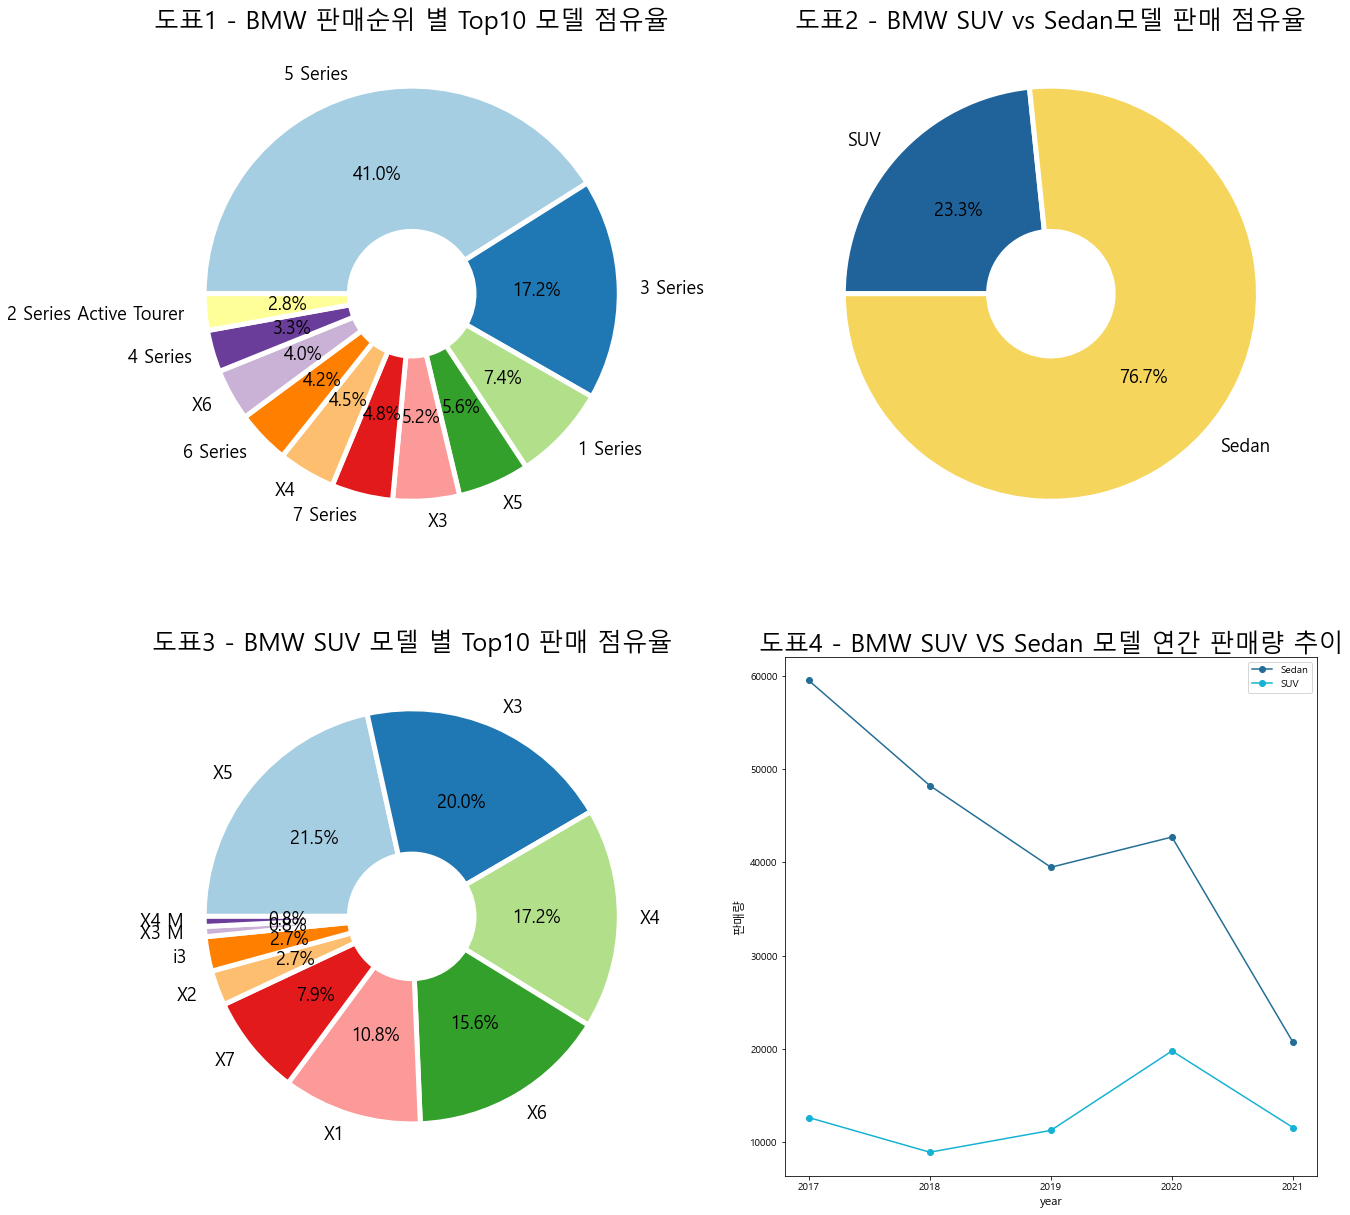 도표1 - BMW 판매순위 별 Top10 모델 점유율
5 Series
41.0%
3 Series
17.2%
1 Series
7.4%
X5
5.6%
X3
5.2%
7 Series
4.8%
X4
4.5%
6 Series
4.2%
X6
4.0%
4 Series
3.3%
2 Series Active Tourer
2.8%
도표2 - BMW SUV vs Sedan모델 판매 점유율
SUV
23.3%
76.7%
Sedan
도표3 - BMW SUV 모델 별 Top10 판매 점유율
X5
21.5%
X3
20.0%
X4
17.2%
X6
15.6%
X1
10.8%
X7
7.9%
X2
2.7%
i3
2.7%
X3 M
0.8%
X4 M
0.8%
도표4 - BMW SUV VS Sedan 모델 연간 판매량 추이
Sedan
SUV
60000
50000
40000
30000
20000
10000
판매량
2017
2018
2019
2020
2021
year